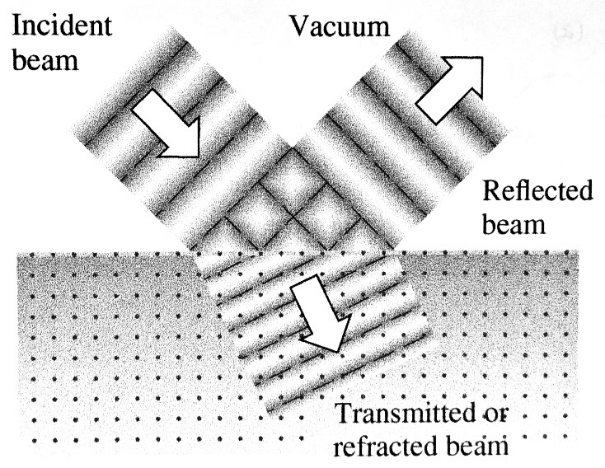 Incident
beam
Vacuum
Reflected
beam
Transmitted or
refracted beam